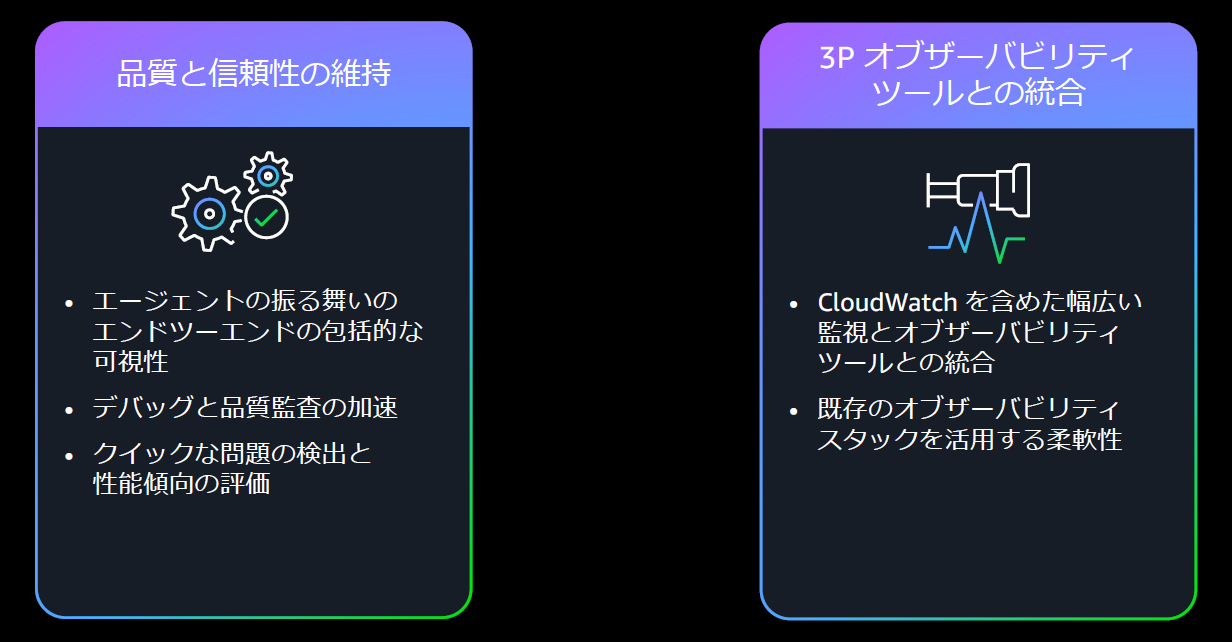 品質と信頼性の維持
• エージェントの振る舞いの
エンドツーエンドの包括的な
可視性
• デバッグと品質監査の加速
• クイックな問題の検出と
性能傾向の評価
3P オブザーバビリティ
ツールとの統合
• CloudWatch を含めた幅広い
監視とオブザーバビリティ
ツールとの統合
• 既存のオブザーバビリティ
スタックを活用する柔軟性